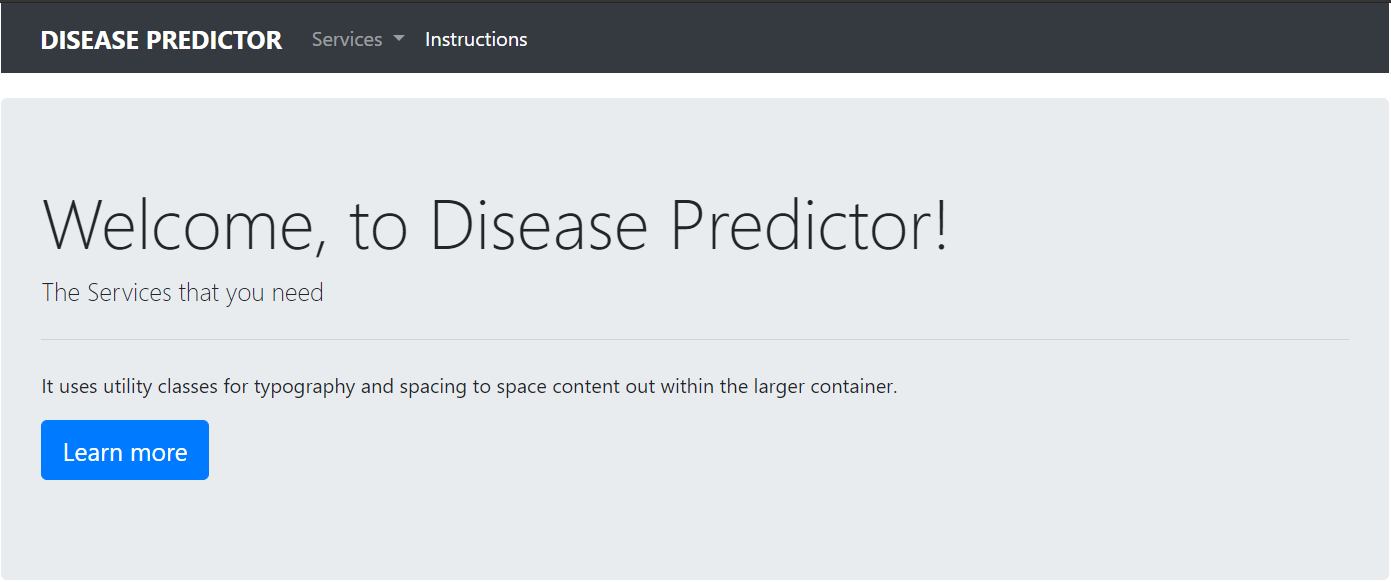 DISEASE PREDICTOR Services Instructions
Welcome, to Disease Predictor!
The Services that you need
It uses utility classes for typography and spacing to space content out within the larger container.
Learn more